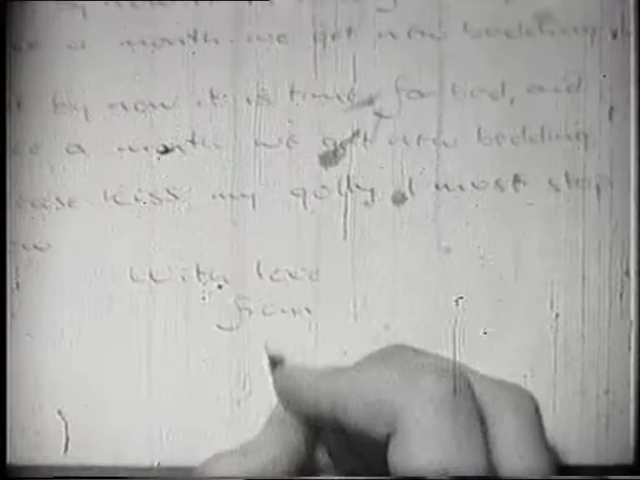 a month we get new bedding
by now it is time for bed, and
a month we get new bedding
kiss my golly I must stop
With love
from